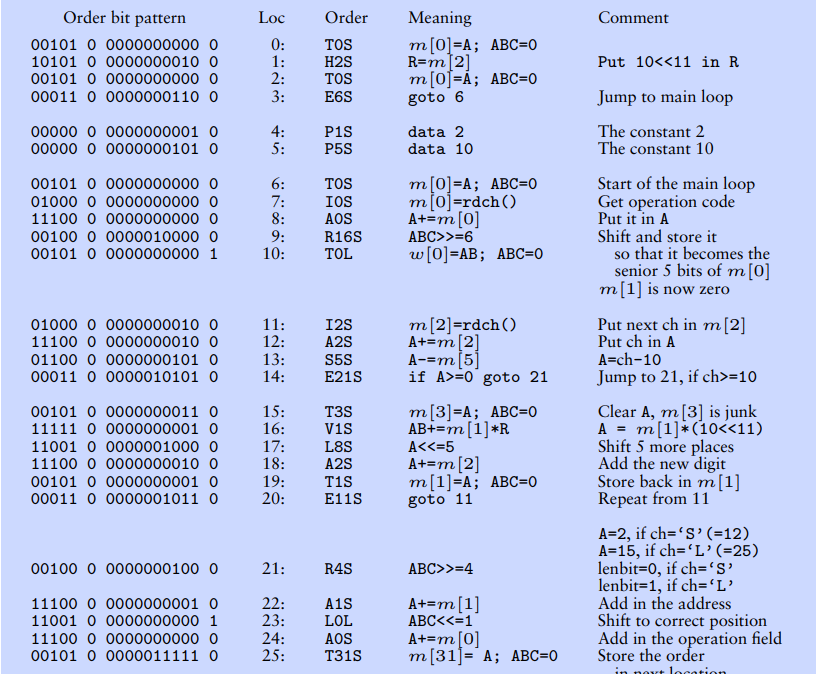 Order bit pattern Loc Order Meaning Comment
00101 0 0000000000 0 0: T0S m[0]=A; ABC=0
10101 0 0000000010 0 1: H2S R=m[2] Put 10<<11 in R
00101 0 0000000000 0 2: T0S m[0]=A; ABC=0
00011 0 0000000110 0 3: E6S goto 6 Jump to main loop
00000 0 0000000001 0 4: P1S data 2 The constant 2
00000 0 0000000101 0 5: P5S data 10 The constant 10
00101 0 0000000000 0 6: T0S m[0]=A; ABC=0 Start of the main loop
01000 0 0000000000 0 7: I0S m[0]=rdch() Get operation code
11100 0 0000000000 0 8: A0S A+=m[0] Put it in A
00100 0 0000010000 0 9: R16S ABC>>=6 Shift and store it
00101 0 0000000000 1 10: T0L w[0]=AB; ABC=0 so that it becomes the
senior 5 bits of m[0]
m[1] is now zero
01000 0 0000000010 0 11: I2S m[2]=rdch() Put next ch in m[2]
11100 0 0000000010 0 12: A2S A+=m[2] Put ch in A
01100 0 0000000101 0 13: S5S A-=m[5] A=ch-10
00011 0 0000010101 0 14: E21S if A>=0 goto 21 Jump to 21, if ch>=10
00101 0 0000000011 0 15: T3S m[3]=A; ABC=0 Clear A, m[3] is junk
11111 0 0000000001 0 16: V1S AB+=m[1]*R A = m[1]*(10<<11)
11001 0 0000001000 0 17: L8S A<<=5 Shift 5 more places
11100 0 0000000010 0 18: A2S A+=m[2] Add the new digit
00101 0 0000000001 0 19: T1S m[1]=A; ABC=0 Store back in m[1]
00011 0 0000001011 0 20: E11S goto 11 Repeat from 11
A=2, if ch=‘S’(=12)
A=15, if ch=‘L’(=25)
00100 0 0000000100 0 21: R4S ABC>>=4 lenbit=0, if ch=‘S’
lenbit=1, if ch=‘L’
11100 0 0000000001 0 22: A1S A+=m[1] Add in the address
11001 0 0000000000 1 23: L0L ABC<<=1 Shift to correct position
11100 0 0000000000 0 24: A0S A+=m[0] Add in the operation field
00101 0 0000011111 0 25: T31S m[31]= A; ABC=0 Store the order
in next location